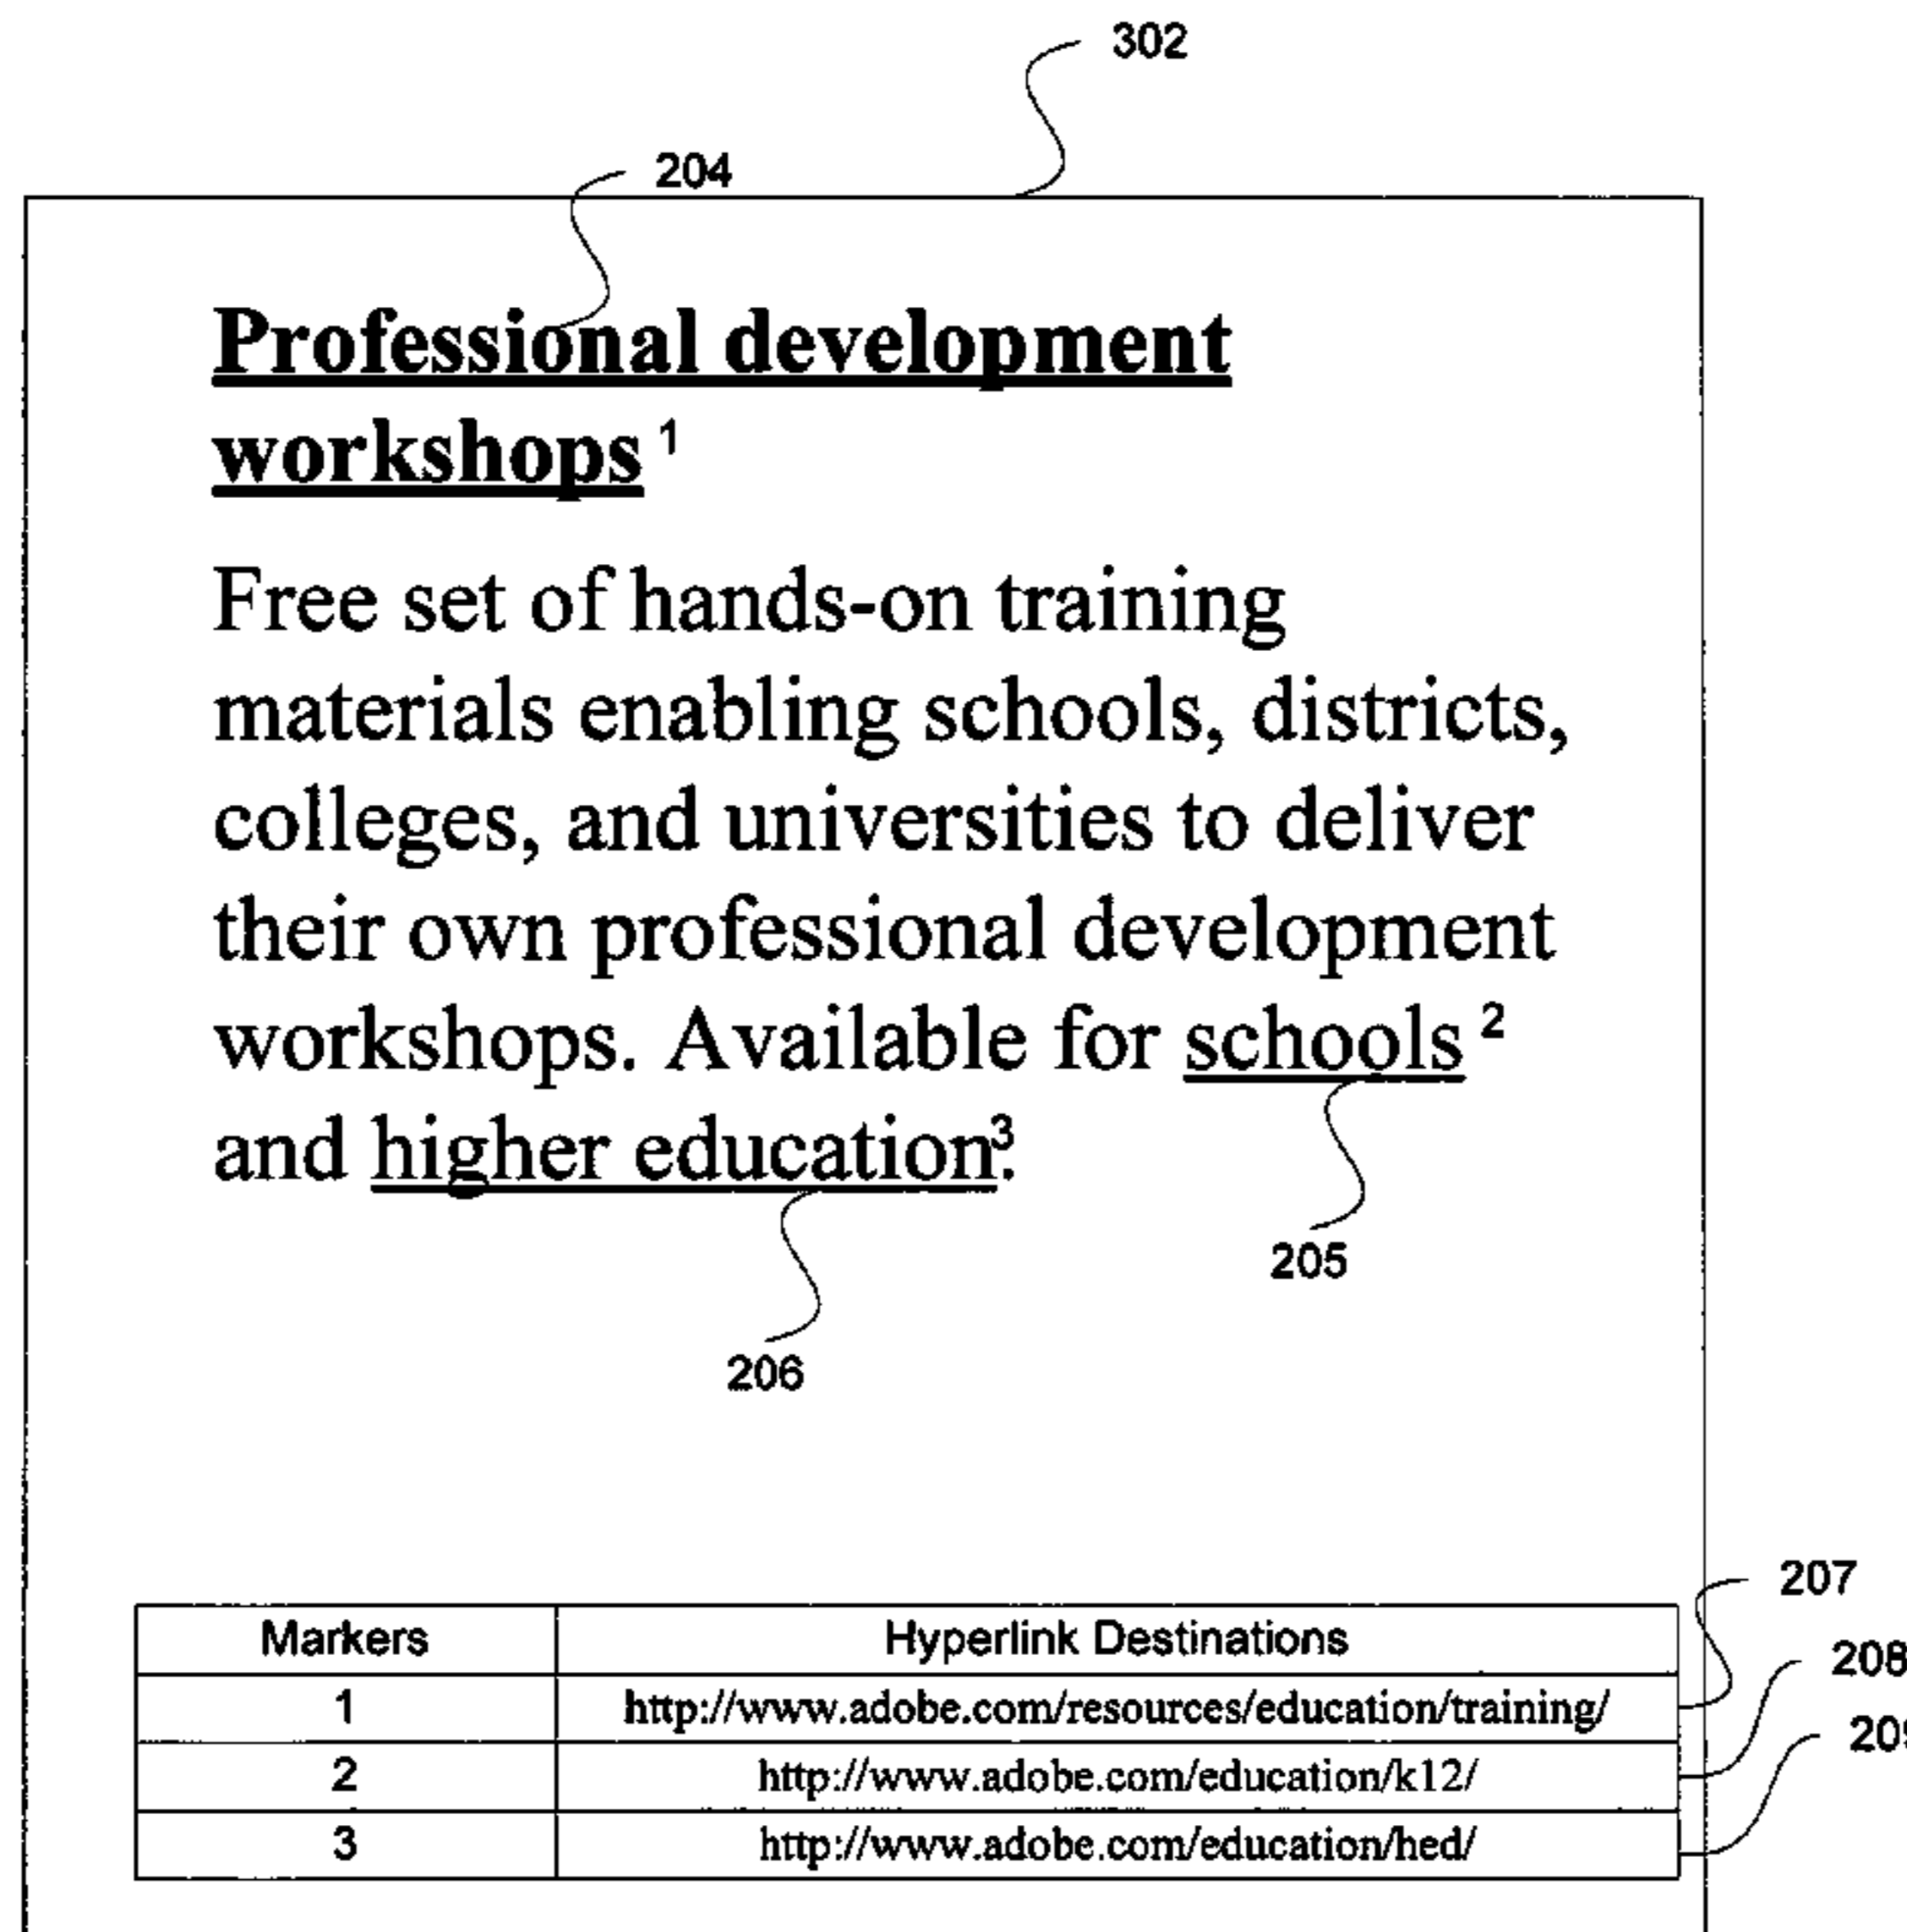 302
204
Professional development
workshops 1
Free set of hands-on training
materials enabling schools, districts,
colleges, and universities to deliver
their own professional development
workshops. Available for schools 2
and higher education3.
205
206
207
Markers Hyperlink Destinations
208
1 http://www.adobe.com/resources/education/training/
209
2 http://www.adobe.com/education/k12/
3 http://www.adobe.com/education/hed/